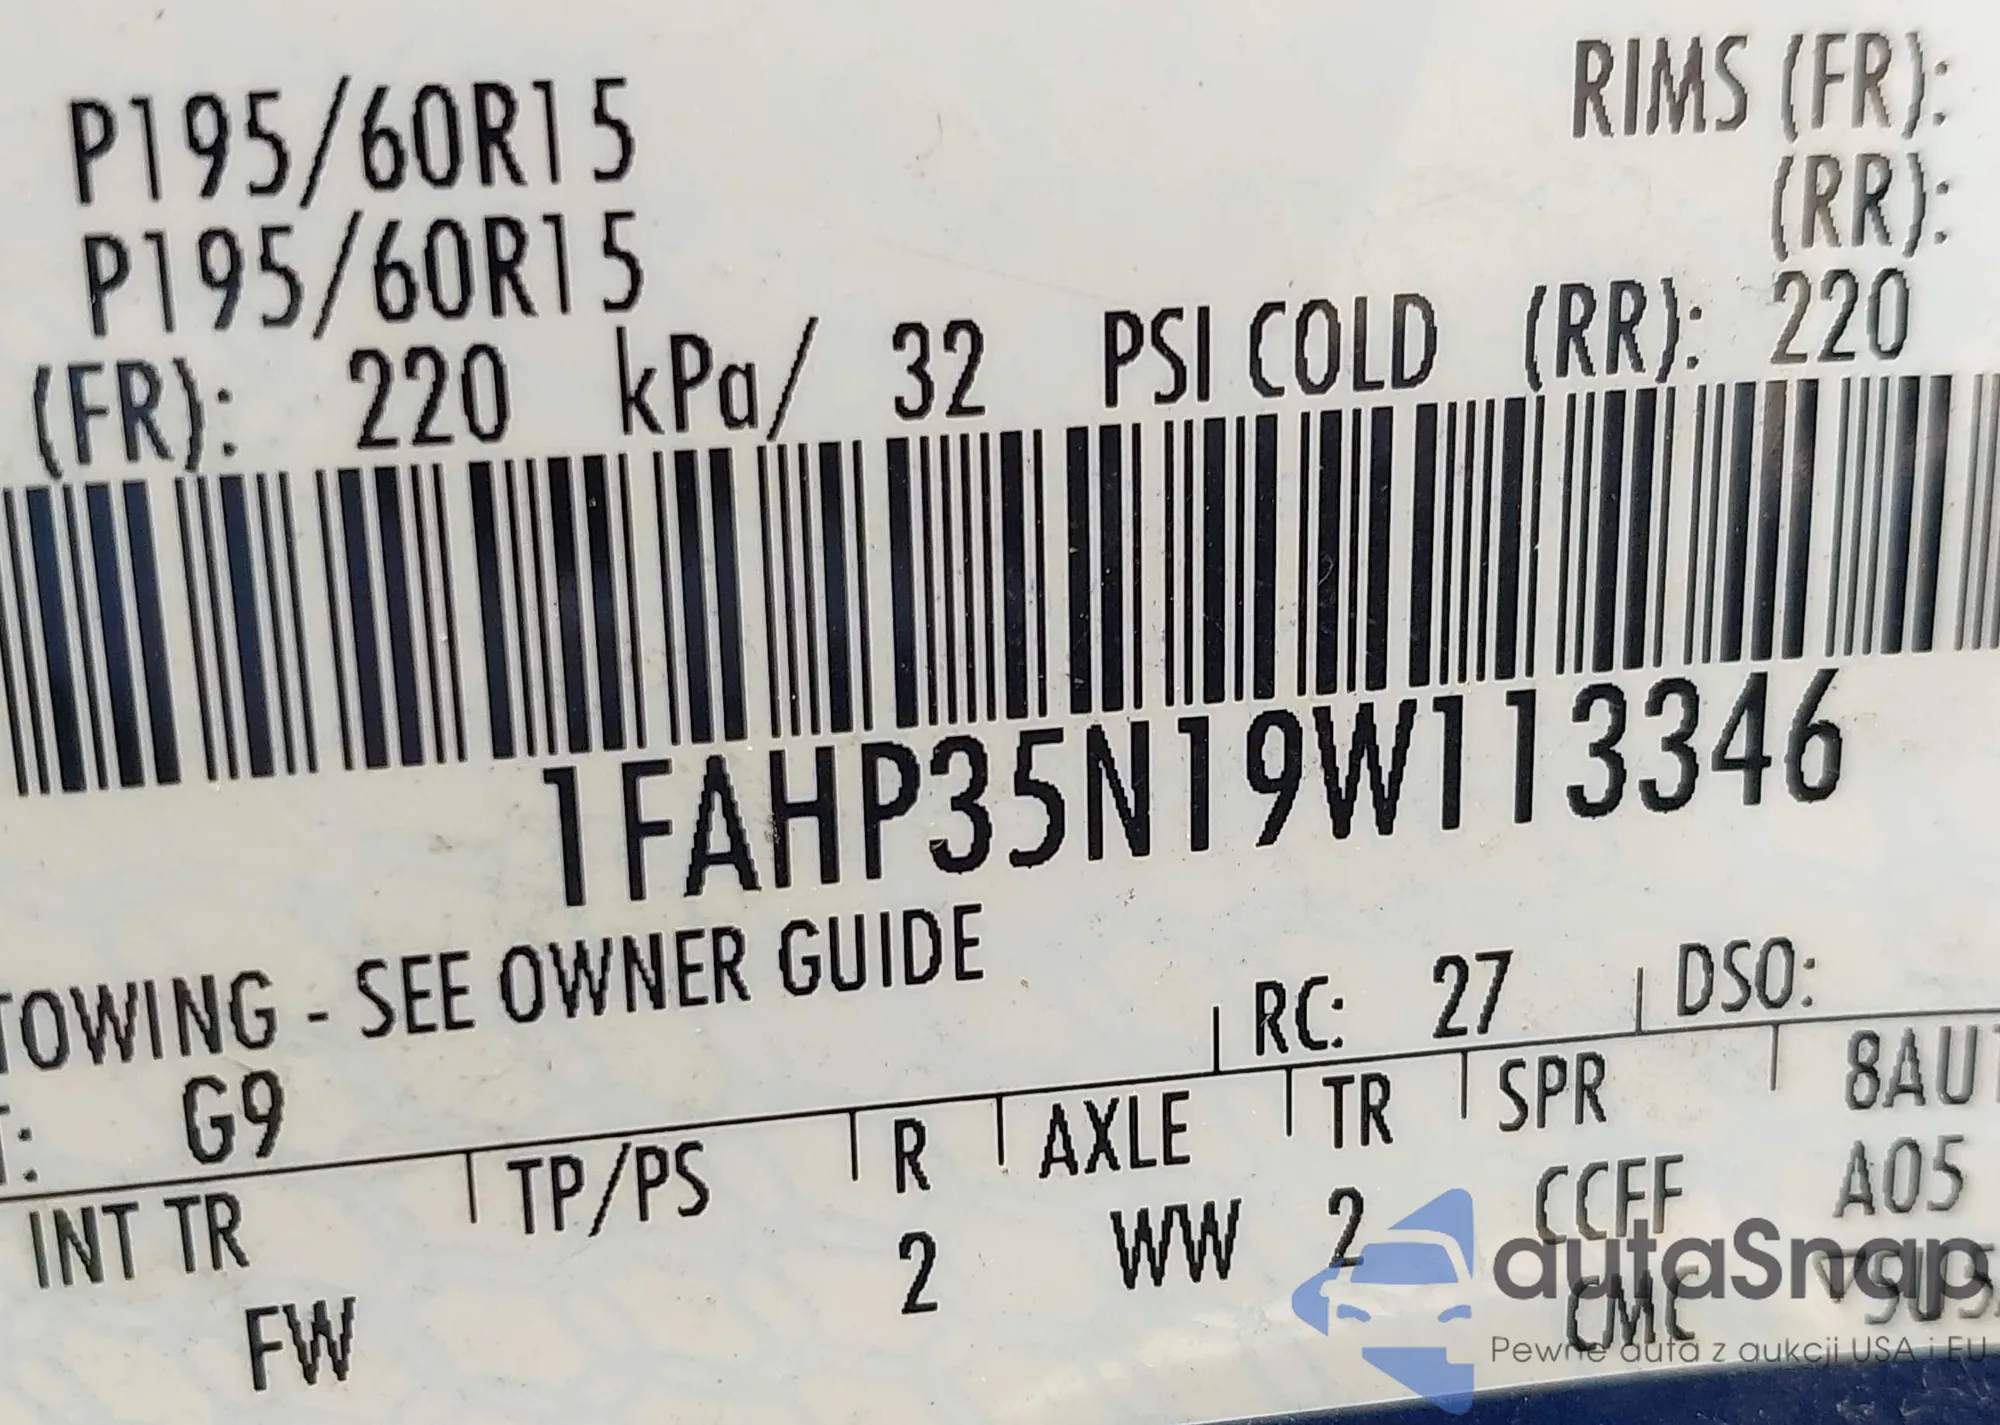 P195/60R15 RIMS (FR):
P195/60R15 (RR):
(FR): 220 kPa/ 32 PSI COLD (RR): 220
1FAHP35N19W113346
TOWING - SEE OWNER GUIDE
RC: 27 DSO:
G9
INT TR TP/PS R AXLE TR SPR 8AU
FW 2 WW 2 CCFF A05
CMC
autaSnap
Pewne auta z aukcji USA i EU